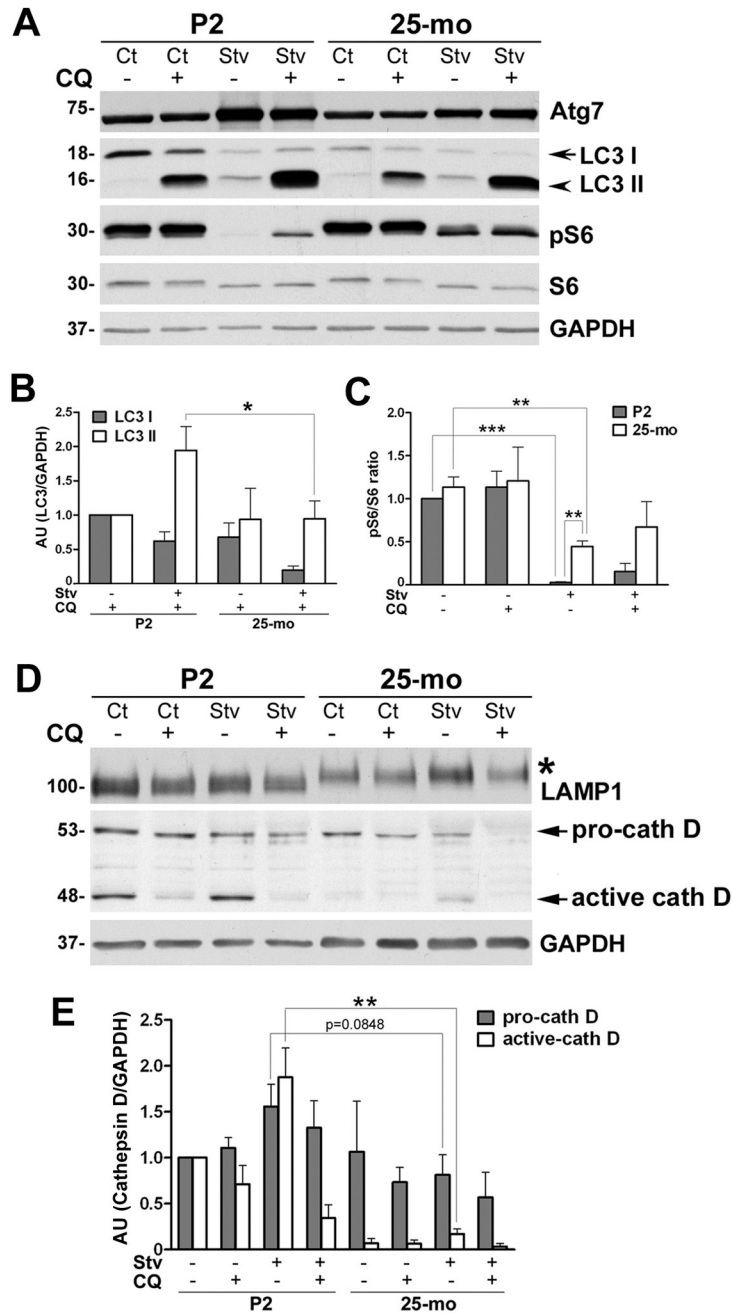 A
P2 25-mo
Ct Ct Stv Stv Ct Ct Stv Stv
CQ - + - + - + - +
75- Atg7
18- LC3 I
16- LC3 II
30- pS6
30- S6
37- GAPDH
B
AU (LC3/GAPDH)
2.5
2.0
1.5
1.0
0.5
0
LC3 I
LC3 II
*
Stv - + - +
CQ + + + +
P2 25-mo
C
pS6/S6 ratio
2.0
1.5
1.0
0.5
0
P2
25-mo
**
***
**
Stv - - + +
CQ - + - +
D
P2 25-mo
Ct Ct Stv Stv Ct Ct Stv Stv
CQ - + - + - + - +
*
100- LAMP1
53- pro-cath D
48- active cath D
37- GAPDH
E
AU (Cathepsin D/GAPDH)
2.5
2.0
1.5
1.0
0.5
0
**
p=0.0848
pro-cath D
active-cath D
Stv - - + + - - + +
CQ - + - + - + - +
P2 25-mo